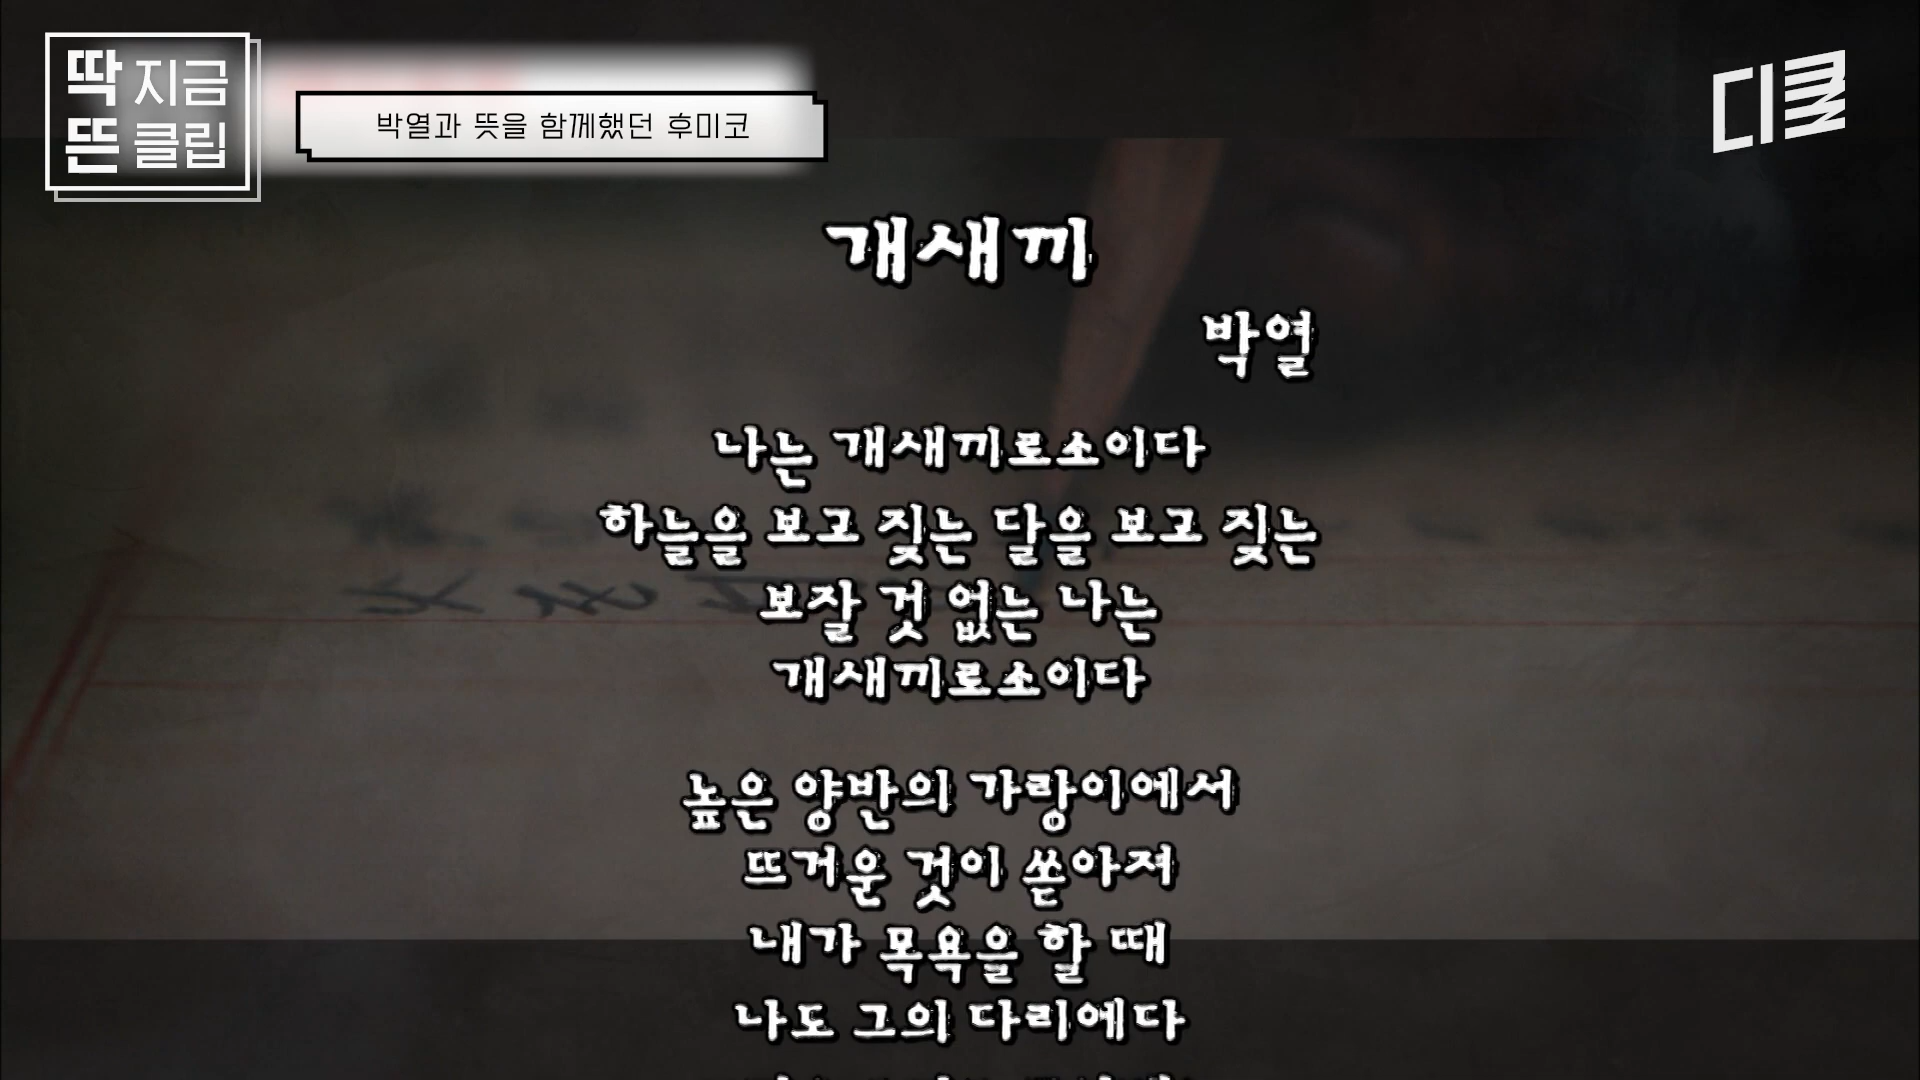 딱 지금
뜬 클립
박열과 뜻을 함께했던 후미코
디클
개새끼
박열
나는 개새끼로소이다
하늘을 보고 짖는 달을 보고 짖는
보잘 것 없는 나는
개새끼로소이다
높은 양반의 가랑이에서
뜨거운 것이 쏟아져
내가 목욕을 할 때
나도 그의 다리에다